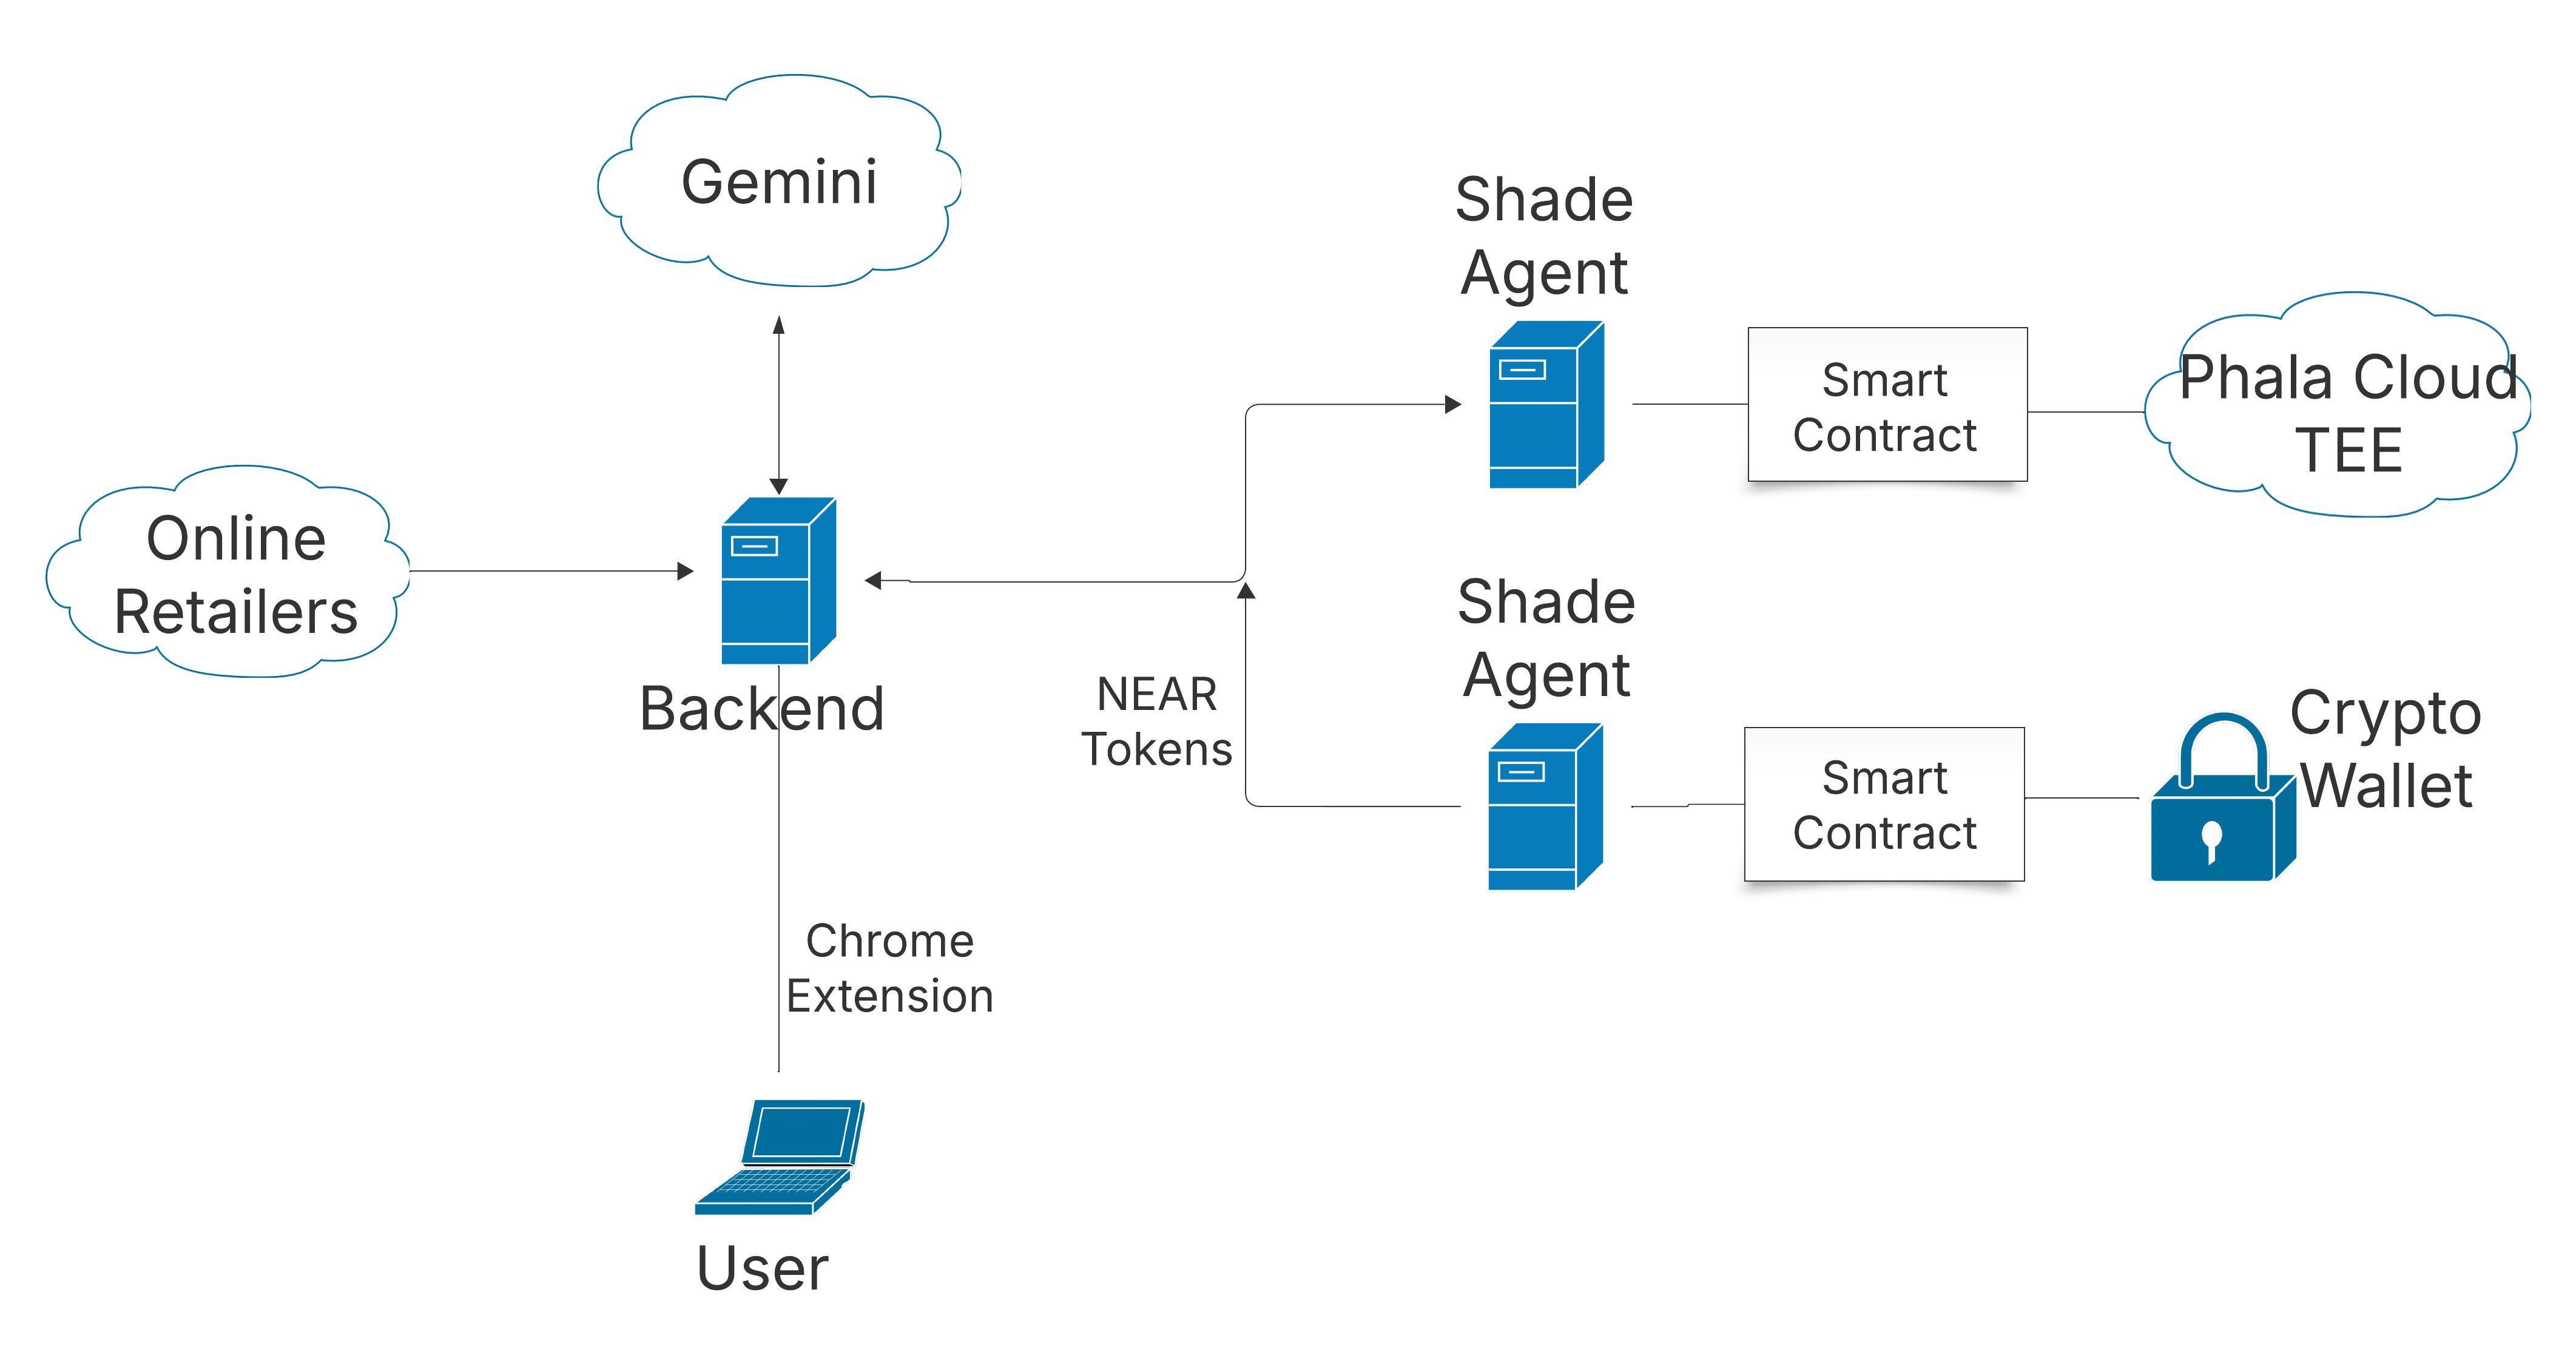 Gemini
Shade
Agent
Smart
Contract
Phala Cloud
TEE
Online
Retailers
Backend
NEAR
Tokens
Shade
Agent
Smart
Contract
Crypto
Wallet
Chrome
Extension
User